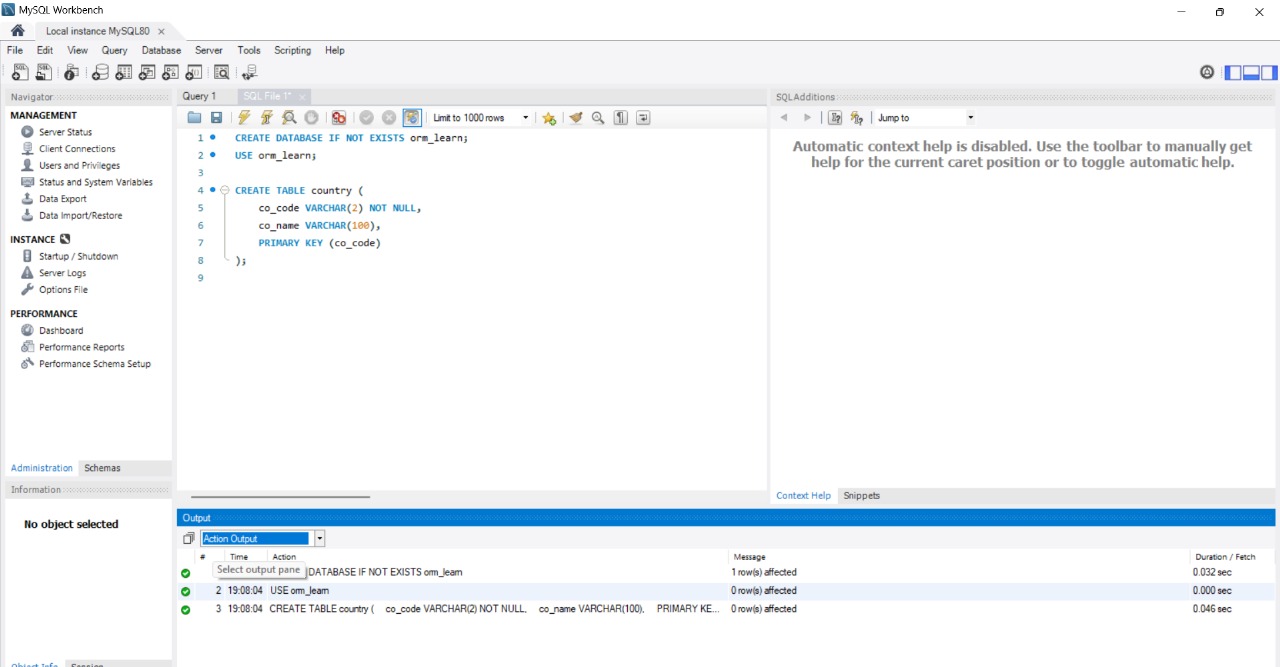 MySQL Workbench
Local instance MySQL80
File Edit View Query Database Server Tools Scripting Help
Navigator
MANAGEMENT
Server Status
Client Connections
Users and Privileges
Status and System Variables
Data Export
Data Import/Restore
INSTANCE
Startup / Shutdown
Server Logs
Options File
PERFORMANCE
Dashboard
Performance Reports
Performance Schema Setup
Administration Schemas
Information
No object selected
Object Info Session
Query 1 SQL File 1*
Limit to 1000 rows
1 CREATE DATABASE IF NOT EXISTS orm_learn;
2 USE orm_learn;
3
4 CREATE TABLE country (
5 co_code VARCHAR(2) NOT NULL,
6 co_name VARCHAR(100),
7 PRIMARY KEY (co_code)
8 );
9
SQLAdditions
Jump to
Automatic context help is disabled. Use the toolbar to manually get
help for the current caret position or to toggle automatic help.
Context Help Snippets
Output
Action Output
# Time Action Message Duration / Fetch
Select output pane
DATABASE IF NOT EXISTS orm_learn 1 row(s) affected 0.032 sec
2 19:08:04 USE orm_learn 0 row(s) affected 0.000 sec
3 19:08:04 CREATE TABLE country ( co_code VARCHAR(2) NOT NULL, co_name VARCHAR(100), PRIMARY KE... 0 row(s) affected 0.046 sec